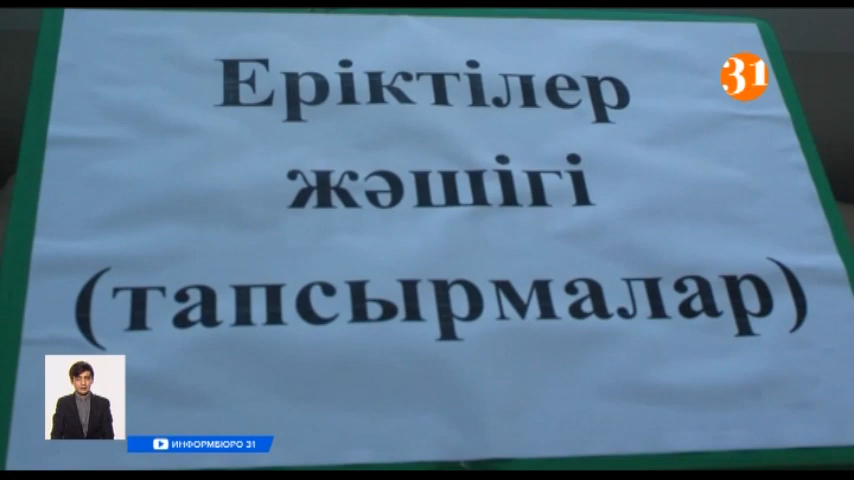 31
Еріктілер
жәшігі
(тапсырмалар)
ИНФОРМБЮРО 31